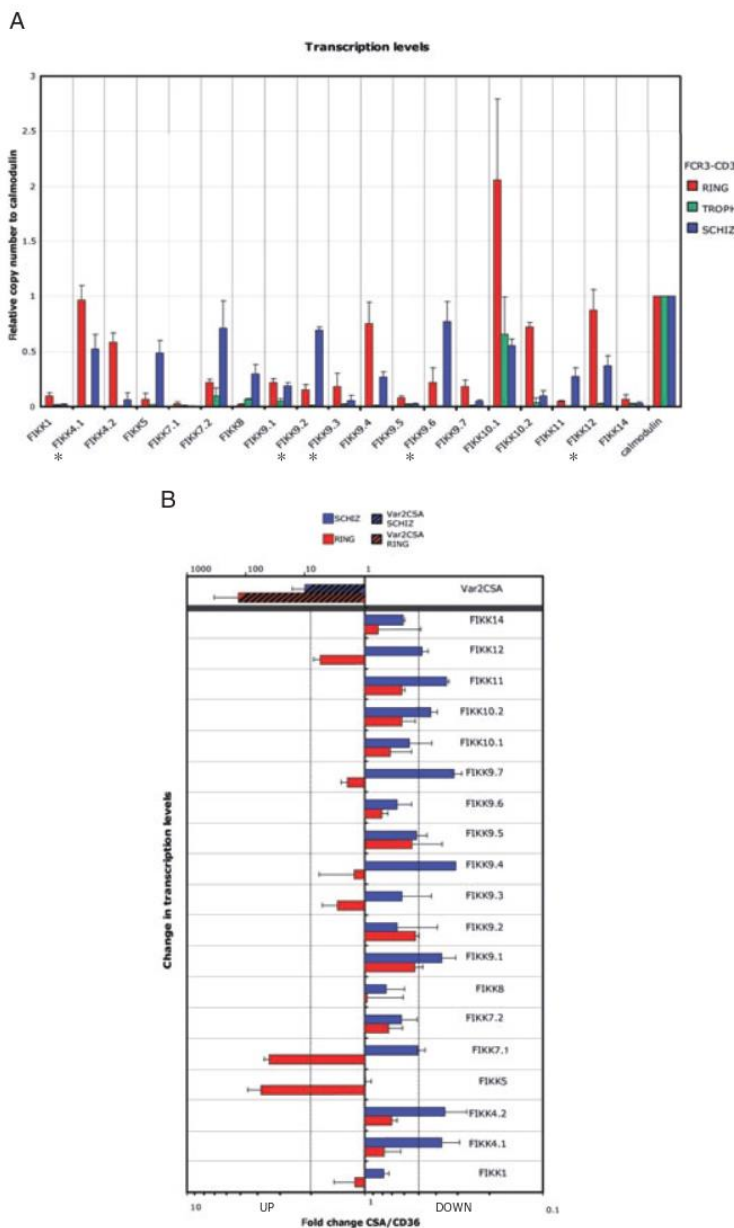 A
Transcription levels
3
2.5
2
1.5
1
0.5
0
Relative copy number to calmodulin
FCR3-CD3
RING
TROPH
SCHIZ
FIKK1
FIKK4.1
FIKK4.2
FIKK5
FIKK7.1
FIKK7.2
FIKK8
FIKK9.1
FIKK9.2
FIKK9.3
FIKK9.4
FIKK9.5
FIKK9.6
FIKK9.7
FIKK10.1
FIKK10.2
FIKK11
FIKK12
FIKK14
calmodulin
* * * * *
B
SCHIZ Var2CSA SCHIZ
RING Var2CSA RING
1000 100 10 1
Var2CSA
FIKK14
FIKK12
FIKK11
FIKK10.2
FIKK10.1
FIKK9.7
FIKK9.6
FIKK9.5
FIKK9.4
FIKK9.3
FIKK9.2
FIKK9.1
FIKK8
FIKK7.2
FIKK7.1
FIKK5
FIKK4.2
FIKK4.1
FIKK1
Change in transcription levels
10 UP 1 DOWN 0.1
Fold change CSA/CD36